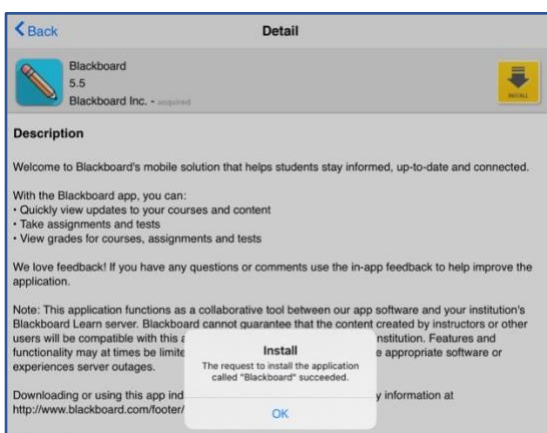 Back
Detail
Blackboard
5.5
Blackboard Inc. - acquired
INSTALL
Description
Welcome to Blackboard's mobile solution that helps students stay informed, up-to-date and connected.
With the Blackboard app, you can:
• Quickly view updates to your courses and content
• Take assignments and tests
• View grades for courses, assignments and tests
We love feedback! If you have any questions or comments use the in-app feedback to help improve the
application.
Note: This application functions as a collaborative tool between our app software and your institution's
Blackboard Learn server. Blackboard cannot guarantee that the content created by instructors or other
users will be compatible with this a nstitution. Features and
functionality may at times be limite e appropriate software or
experiences server outages.
Downloading or using this app ind y information at
http://www.blackboard.com/footer/
Install
The request to install the application
called "Blackboard" succeeded.
OK